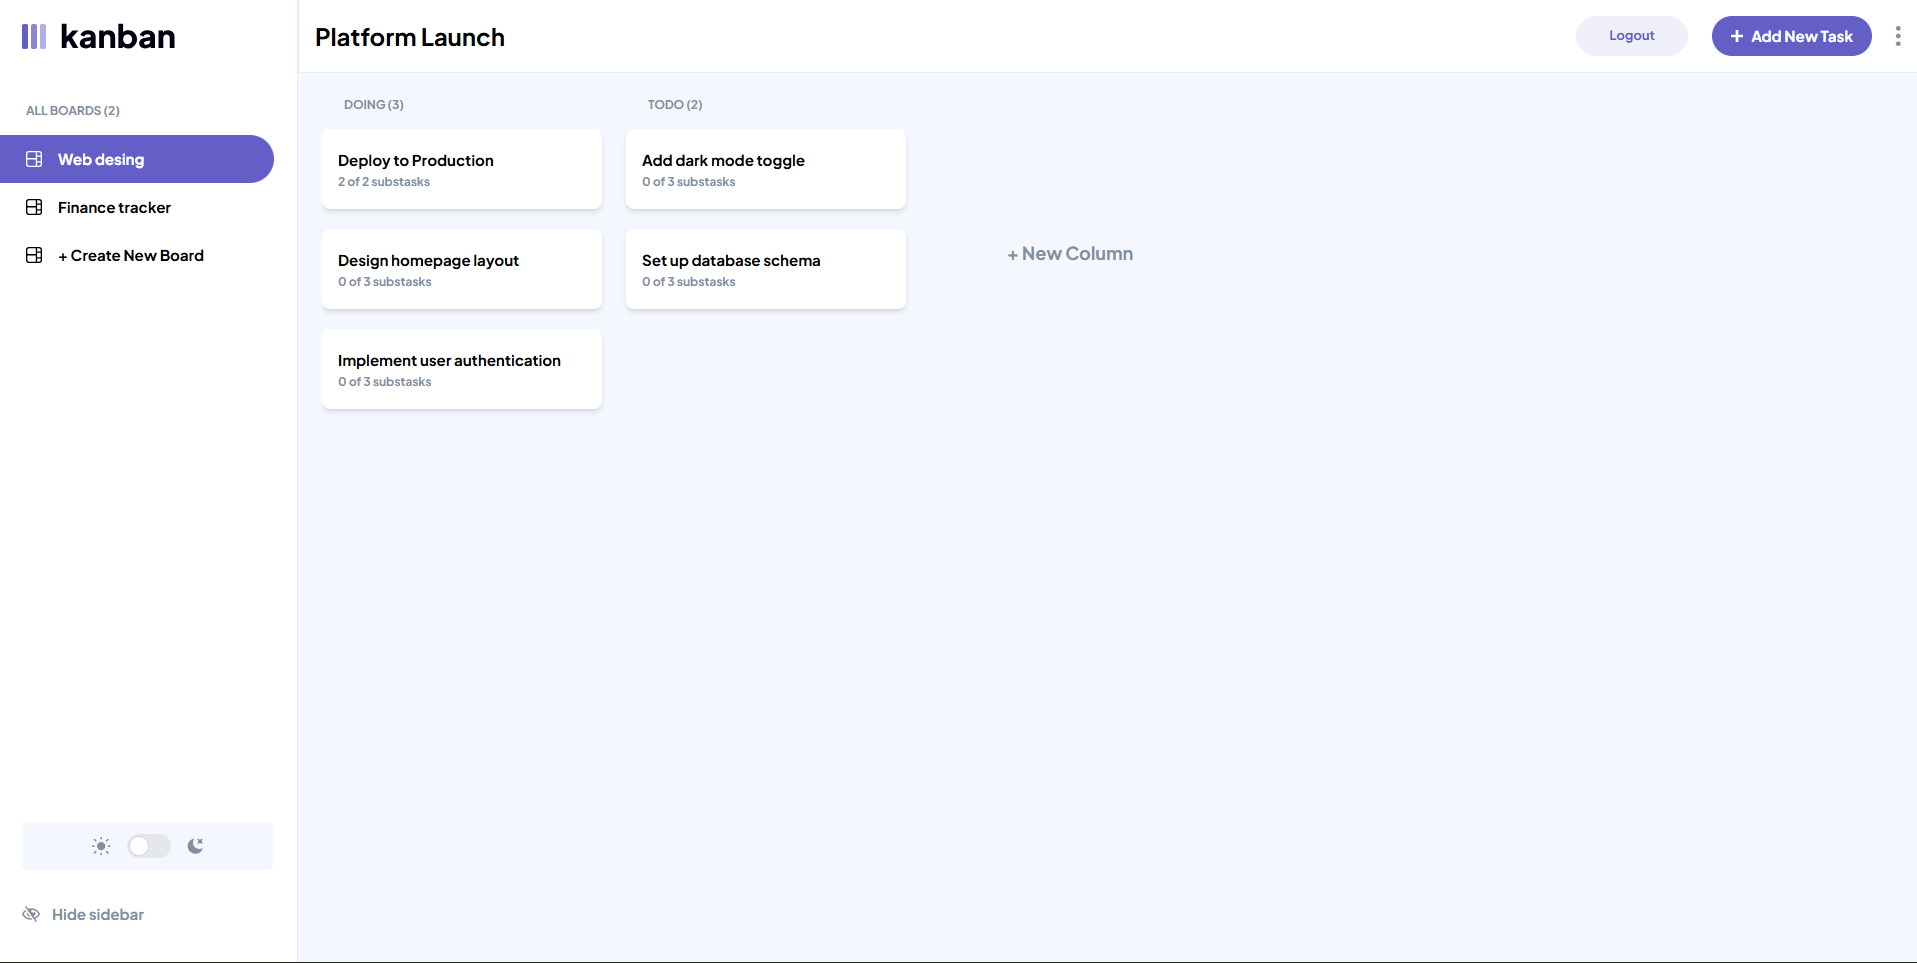 kanban
Platform Launch
Logout
+ Add New Task
ALL BOARDS (2)
Web desing
Finance tracker
+ Create New Board
DOING (3)
Deploy to Production
2 of 2 substasks
Design homepage layout
0 of 3 substasks
Implement user authentication
0 of 3 substasks
TODO (2)
Add dark mode toggle
0 of 3 substasks
Set up database schema
0 of 3 substasks
+ New Column
Hide sidebar